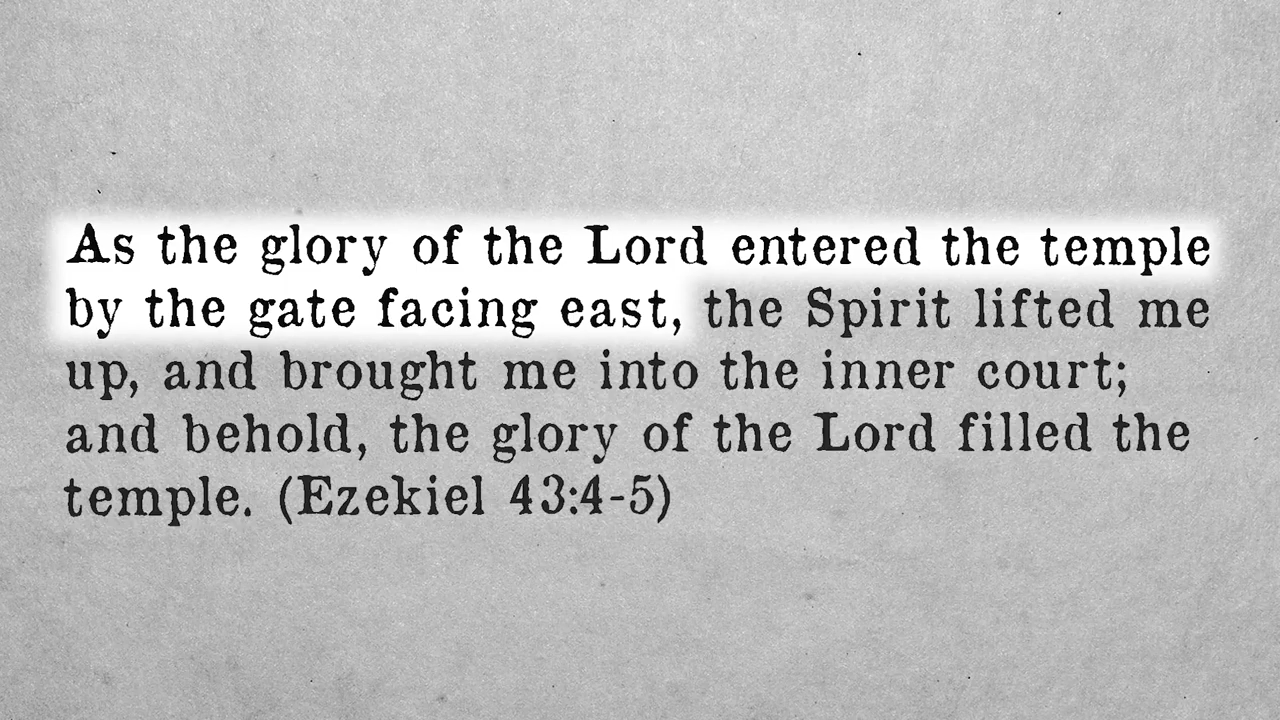 As the glory of the Lord entered the temple
by the gate facing east, the Spirit lifted me
up, and brought me into the inner court;
and behold, the glory of the Lord filled the
temple. (Ezekiel 43:4-5)